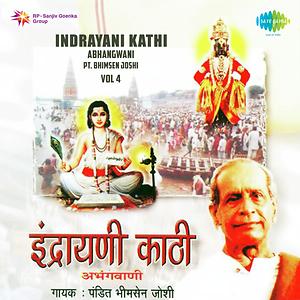 RP-Sanjiv Goenka
Group
SAREGAMA
INDRAYANI KATHI
ABHANGWANI
PT. BHIMSEN JOSHI
VOL 4
इंद्रायणी काठी
अभंगवाणी
गायक : पंडित भीमसेन जोशी